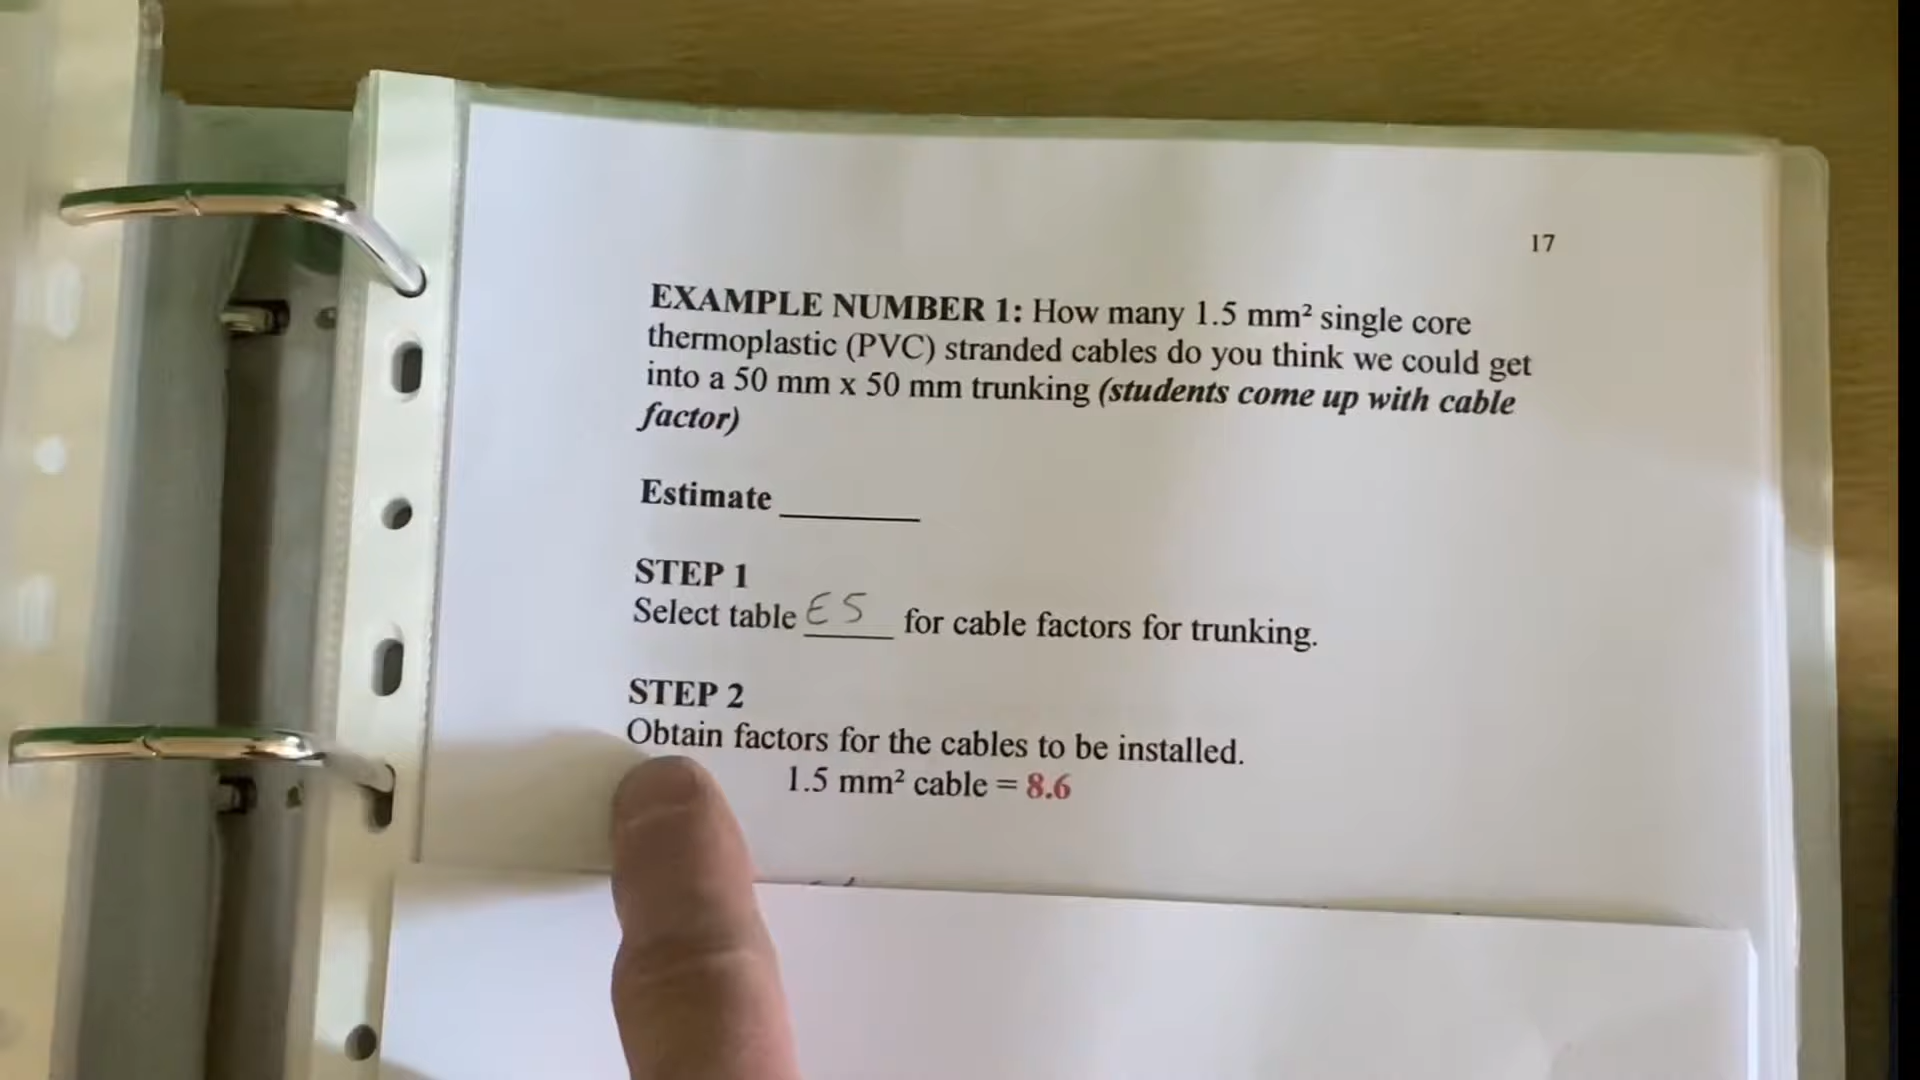 17
EXAMPLE NUMBER 1: How many 1.5 mm² single core
thermoplastic (PVC) stranded cables do you think we could get
into a 50 mm x 50 mm trunking (students come up with cable
factor)
Estimate ________
STEP 1
Select table E5 for cable factors for trunking.
STEP 2
Obtain factors for the cables to be installed.
1.5 mm² cable = 8.6